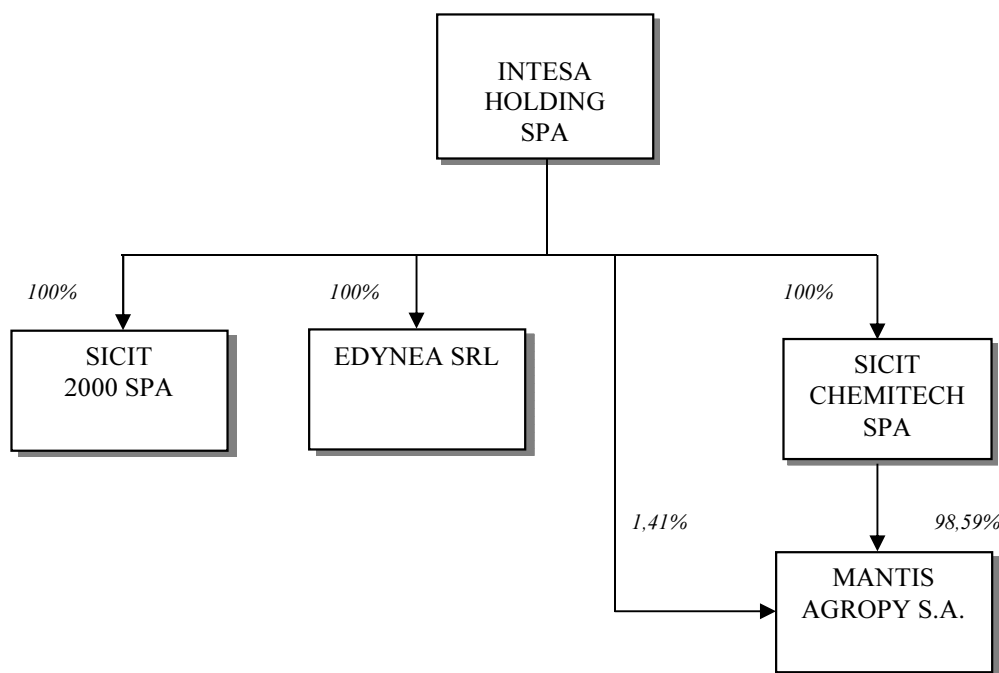 INTESA
HOLDING
SPA
100%
100%
100%
SICIT
2000 SPA
EDYNEA SRL
SICIT
CHEMITECH
SPA
1,41%
98,59%
MANTIS
AGROPY S.A.